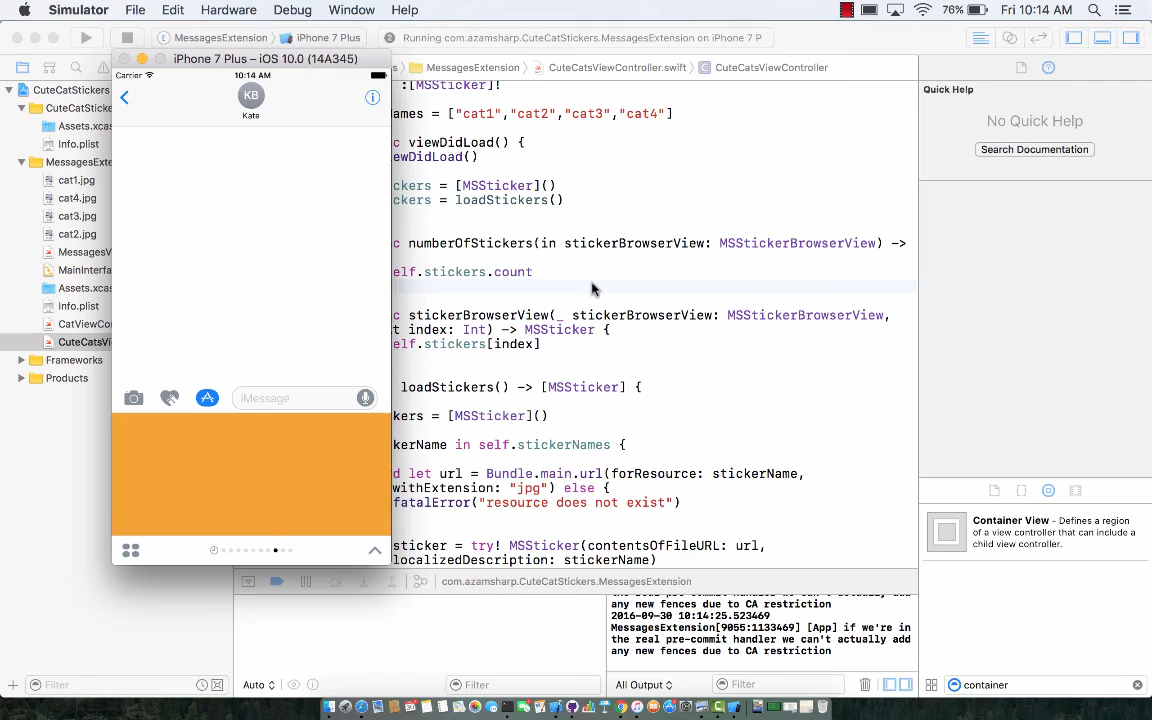 Simulator File Edit Hardware Debug Window Help 76% Fri 10:14 AM
MessagesExtension iPhone 7 Plus Running com.azamsharp.CuteCatStickers.MessagesExtension on iPhone 7 P
iPhone 7 Plus – iOS 10.0 (14A345)
MessagesExtension CuteCatsViewController.swift CuteCatsViewController
Carrier 10:14 AM
KB
Kate
iMessage
CuteCatStickers
CuteCatSticke
Assets.xcas
Info.plist
MessagesExte
cat1.jpg
cat4.jpg
cat3.jpg
cat2.jpg
MessagesV
MainInterfa
Assets.xcas
Info.plist
CatViewCo
CuteCatsVi
Frameworks
Products
Filter
:[MSSticker]!
ames = ["cat1","cat2","cat3","cat4"]
c viewDidLoad() {
ewDidLoad()
ckers = [MSSticker]()
ckers = loadStickers()
c numberOfStickers(in stickerBrowserView: MSStickerBrowserView) ->
elf.stickers.count
c stickerBrowserView(_ stickerBrowserView: MSStickerBrowserView,
t index: Int) -> MSSticker {
elf.stickers[index]
loadStickers() -> [MSSticker] {
kers = [MSSticker]()
kerName in self.stickerNames {
d let url = Bundle.main.url(forResource: stickerName,
withExtension: "jpg") else {
fatalError("resource does not exist")
sticker = try! MSSticker(contentsOfFileURL: url,
localizedDescription: stickerName)
com.azamsharp.CuteCatStickers.MessagesExtension
any new fences due to CA restriction
2016-09-30 10:14:25.523469
MessagesExtension[9055:1133469] [App] if we're in
the real pre-commit handler we can't actually add
any new fences due to CA restriction
Auto Filter
All Output Filter
Quick Help
No Quick Help
Search Documentation
Container View - Defines a region
of a view controller that can include a
child view controller.
container